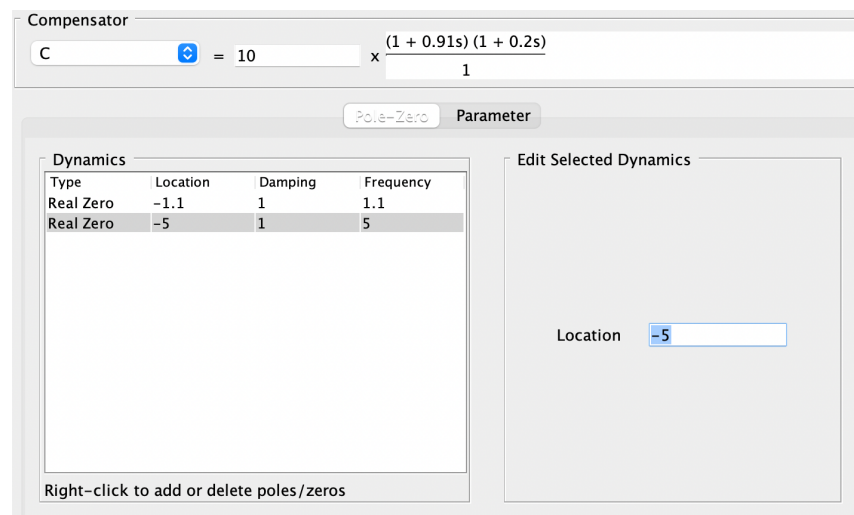 Compensator
C = 10 x (1 + 0.91s) (1 + 0.2s)
1
Pole-Zero Parameter
Dynamics
Type Location Damping Frequency
Real Zero -1.1 1 1.1
Real Zero -5 1 5
Right-click to add or delete poles/zeros
Edit Selected Dynamics
Location -5